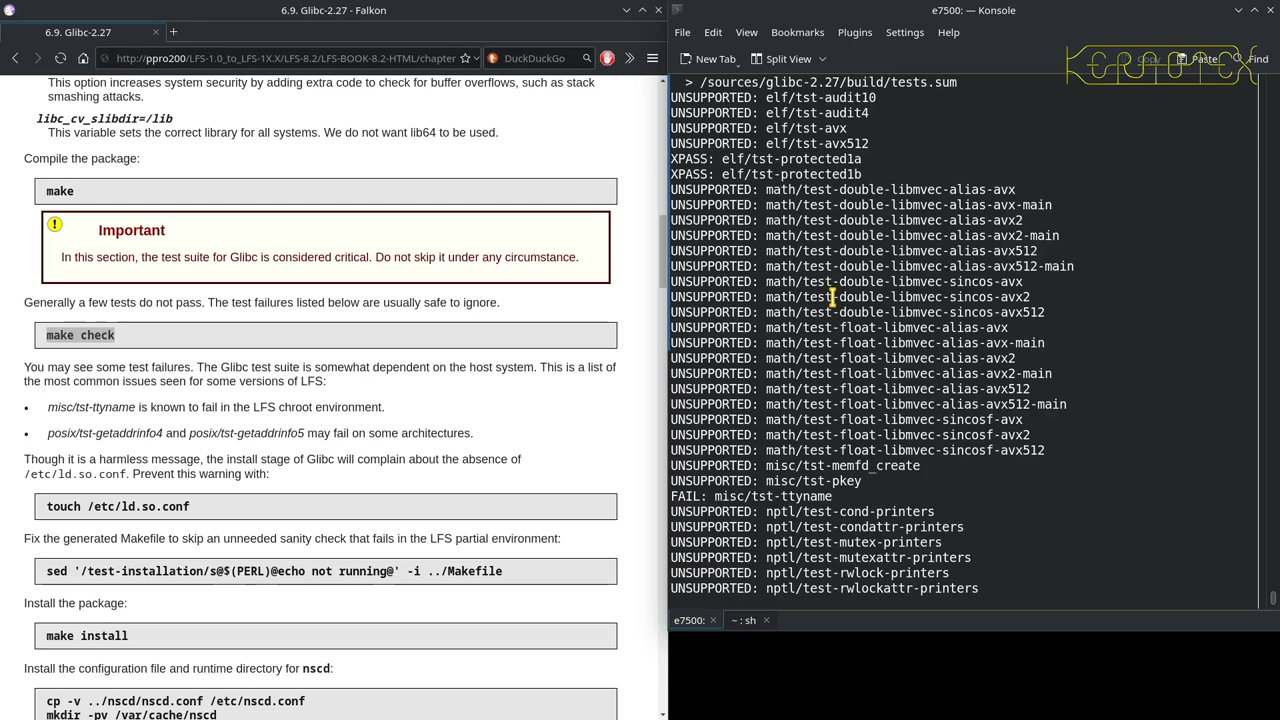 6.9. Glibc-2.27 — Falkon
6.9. Glibc-2.27
http://ppro200/LFS-1.0_to_LFS-1X.X/LFS-8.2/LFS-BOOK-8.2-HTML/chapter
DuckDuckGo
This option increases system security by adding extra code to check for buffer overflows, such as stack
smashing attacks.
libc_cv_slibdir=/lib
This variable sets the correct library for all systems. We do not want lib64 to be used.
Compile the package:
make
Important
In this section, the test suite for Glibc is considered critical. Do not skip it under any circumstance.
Generally a few tests do not pass. The test failures listed below are usually safe to ignore.
make check
You may see some test failures. The Glibc test suite is somewhat dependent on the host system. This is a list of
the most common issues seen for some versions of LFS:
• misc/tst-ttyname is known to fail in the LFS chroot environment.
• posix/tst-getaddrinfo4 and posix/tst-getaddrinfo5 may fail on some architectures.
Though it is a harmless message, the install stage of Glibc will complain about the absence of
/etc/ld.so.conf. Prevent this warning with:
touch /etc/ld.so.conf
Fix the generated Makefile to skip an unneeded sanity check that fails in the LFS partial environment:
sed '/test-installation/s@$(PERL)@echo not running@' -i ../Makefile
Install the package:
make install
Install the configuration file and runtime directory for nscd:
cp -v ../nscd/nscd.conf /etc/nscd.conf
mkdir -pv /var/cache/nscd
e7500: — Konsole
File Edit View Bookmarks Plugins Settings Help
New Tab Split View Copy Paste Find
> /sources/glibc-2.27/build/tests.sum
UNSUPPORTED: elf/tst-audit10
UNSUPPORTED: elf/tst-audit4
UNSUPPORTED: elf/tst-avx
UNSUPPORTED: elf/tst-avx512
XPASS: elf/tst-protected1a
XPASS: elf/tst-protected1b
UNSUPPORTED: math/test-double-libmvec-alias-avx
UNSUPPORTED: math/test-double-libmvec-alias-avx-main
UNSUPPORTED: math/test-double-libmvec-alias-avx2
UNSUPPORTED: math/test-double-libmvec-alias-avx2-main
UNSUPPORTED: math/test-double-libmvec-alias-avx512
UNSUPPORTED: math/test-double-libmvec-alias-avx512-main
UNSUPPORTED: math/test-double-libmvec-sincos-avx
UNSUPPORTED: math/test-double-libmvec-sincos-avx2
UNSUPPORTED: math/test-double-libmvec-sincos-avx512
UNSUPPORTED: math/test-float-libmvec-alias-avx
UNSUPPORTED: math/test-float-libmvec-alias-avx-main
UNSUPPORTED: math/test-float-libmvec-alias-avx2
UNSUPPORTED: math/test-float-libmvec-alias-avx2-main
UNSUPPORTED: math/test-float-libmvec-alias-avx512
UNSUPPORTED: math/test-float-libmvec-alias-avx512-main
UNSUPPORTED: math/test-float-libmvec-sincosf-avx
UNSUPPORTED: math/test-float-libmvec-sincosf-avx2
UNSUPPORTED: math/test-float-libmvec-sincosf-avx512
UNSUPPORTED: misc/tst-memfd_create
UNSUPPORTED: misc/tst-pkey
FAIL: misc/tst-ttyname
UNSUPPORTED: nptl/test-cond-printers
UNSUPPORTED: nptl/test-condattr-printers
UNSUPPORTED: nptl/test-mutex-printers
UNSUPPORTED: nptl/test-mutexattr-printers
UNSUPPORTED: nptl/test-rwlock-printers
UNSUPPORTED: nptl/test-rwlockattr-printers
e7500: ~ : sh